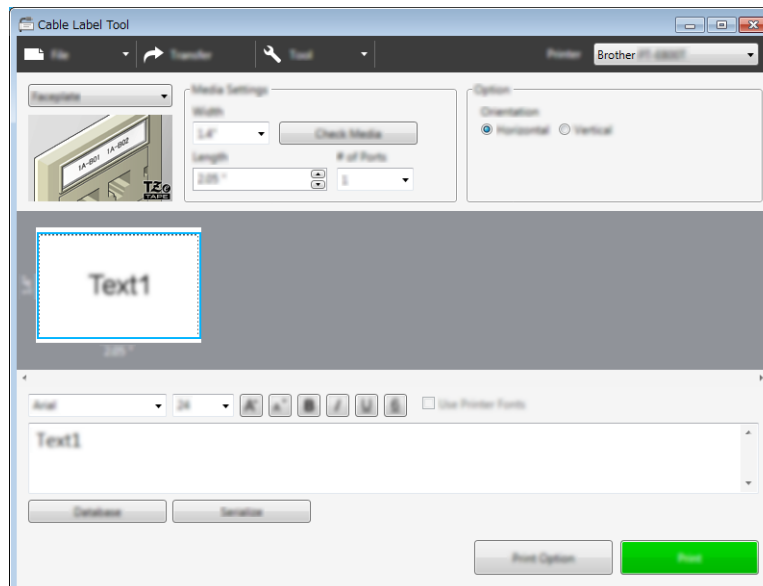 Cable Label Tool
File Transfer Tool Printer Brother
Faceplate
Media Settings
Option
Width
Orientation
1.4"
Check Media
Horizontal Vertical
Length
# of Ports
2.05 "
1
1A-B01 1A-B02
TZe
TAPE
Text1
2.05 "
Arial
24
Use Printer Fonts
Text1
Database
Serialize
Print Option
Print